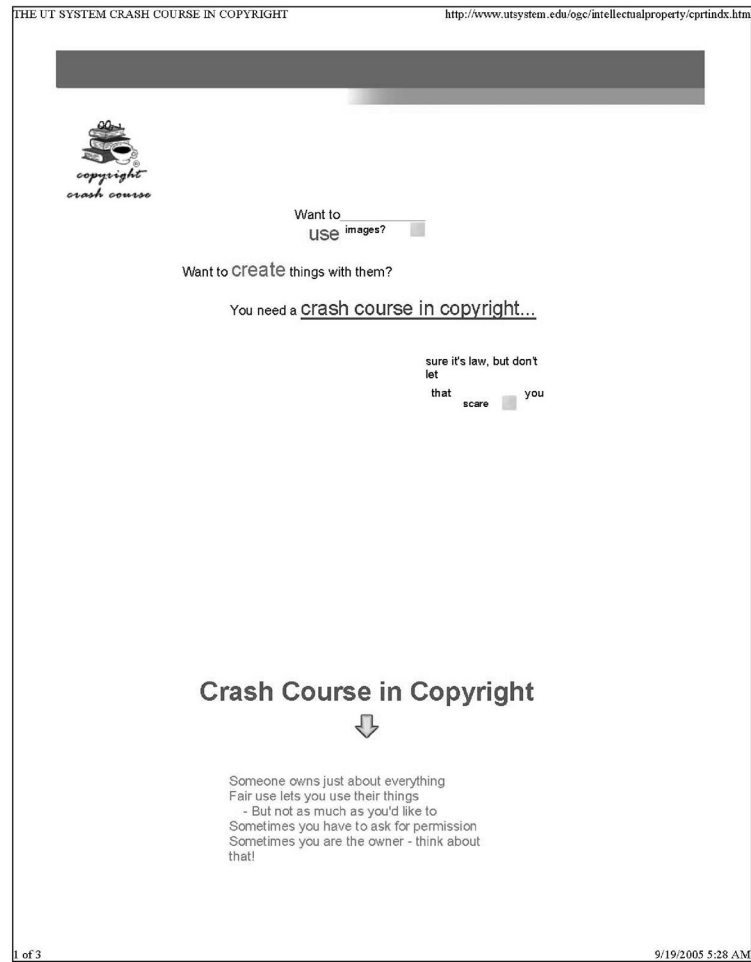 THE UT SYSTEM CRASH COURSE IN COPYRIGHT http://www.utsystem.edu/ogc/intellectualproperty/cprtindx.htm
copyright ©
crash course
Want to
use images?
Want to create things with them?
You need a crash course in copyright...
sure it's law, but don't
let
that scare you
Crash Course in Copyright
Someone owns just about everything
Fair use lets you use their things
- But not as much as you'd like to
Sometimes you have to ask for permission
Sometimes you are the owner - think about
that!
1 of 3 9/19/2005 5:28 AM